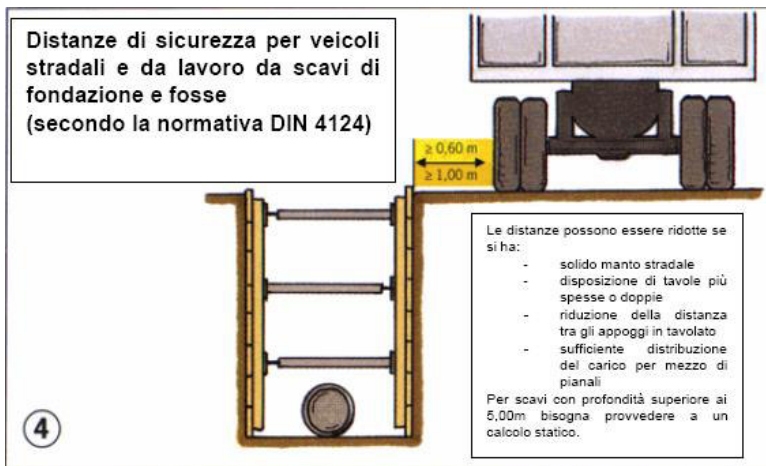 Distanze di sicurezza per veicoli
stradali e da lavoro da scavi di
fondazione e fosse
(secondo la normativa DIN 4124)
≥ 0,60 m
≥ 1,00 m
Le distanze possono essere ridotte se
si ha:
- solido manto stradale
- disposizione di tavole più
spesse o doppie
- riduzione della distanza
tra gli appoggi in tavolato
- sufficiente distribuzione
del carico per mezzo di
pianali
Per scavi con profondità superiore ai
5,00m bisogna provvedere a un
calcolo statico.
4